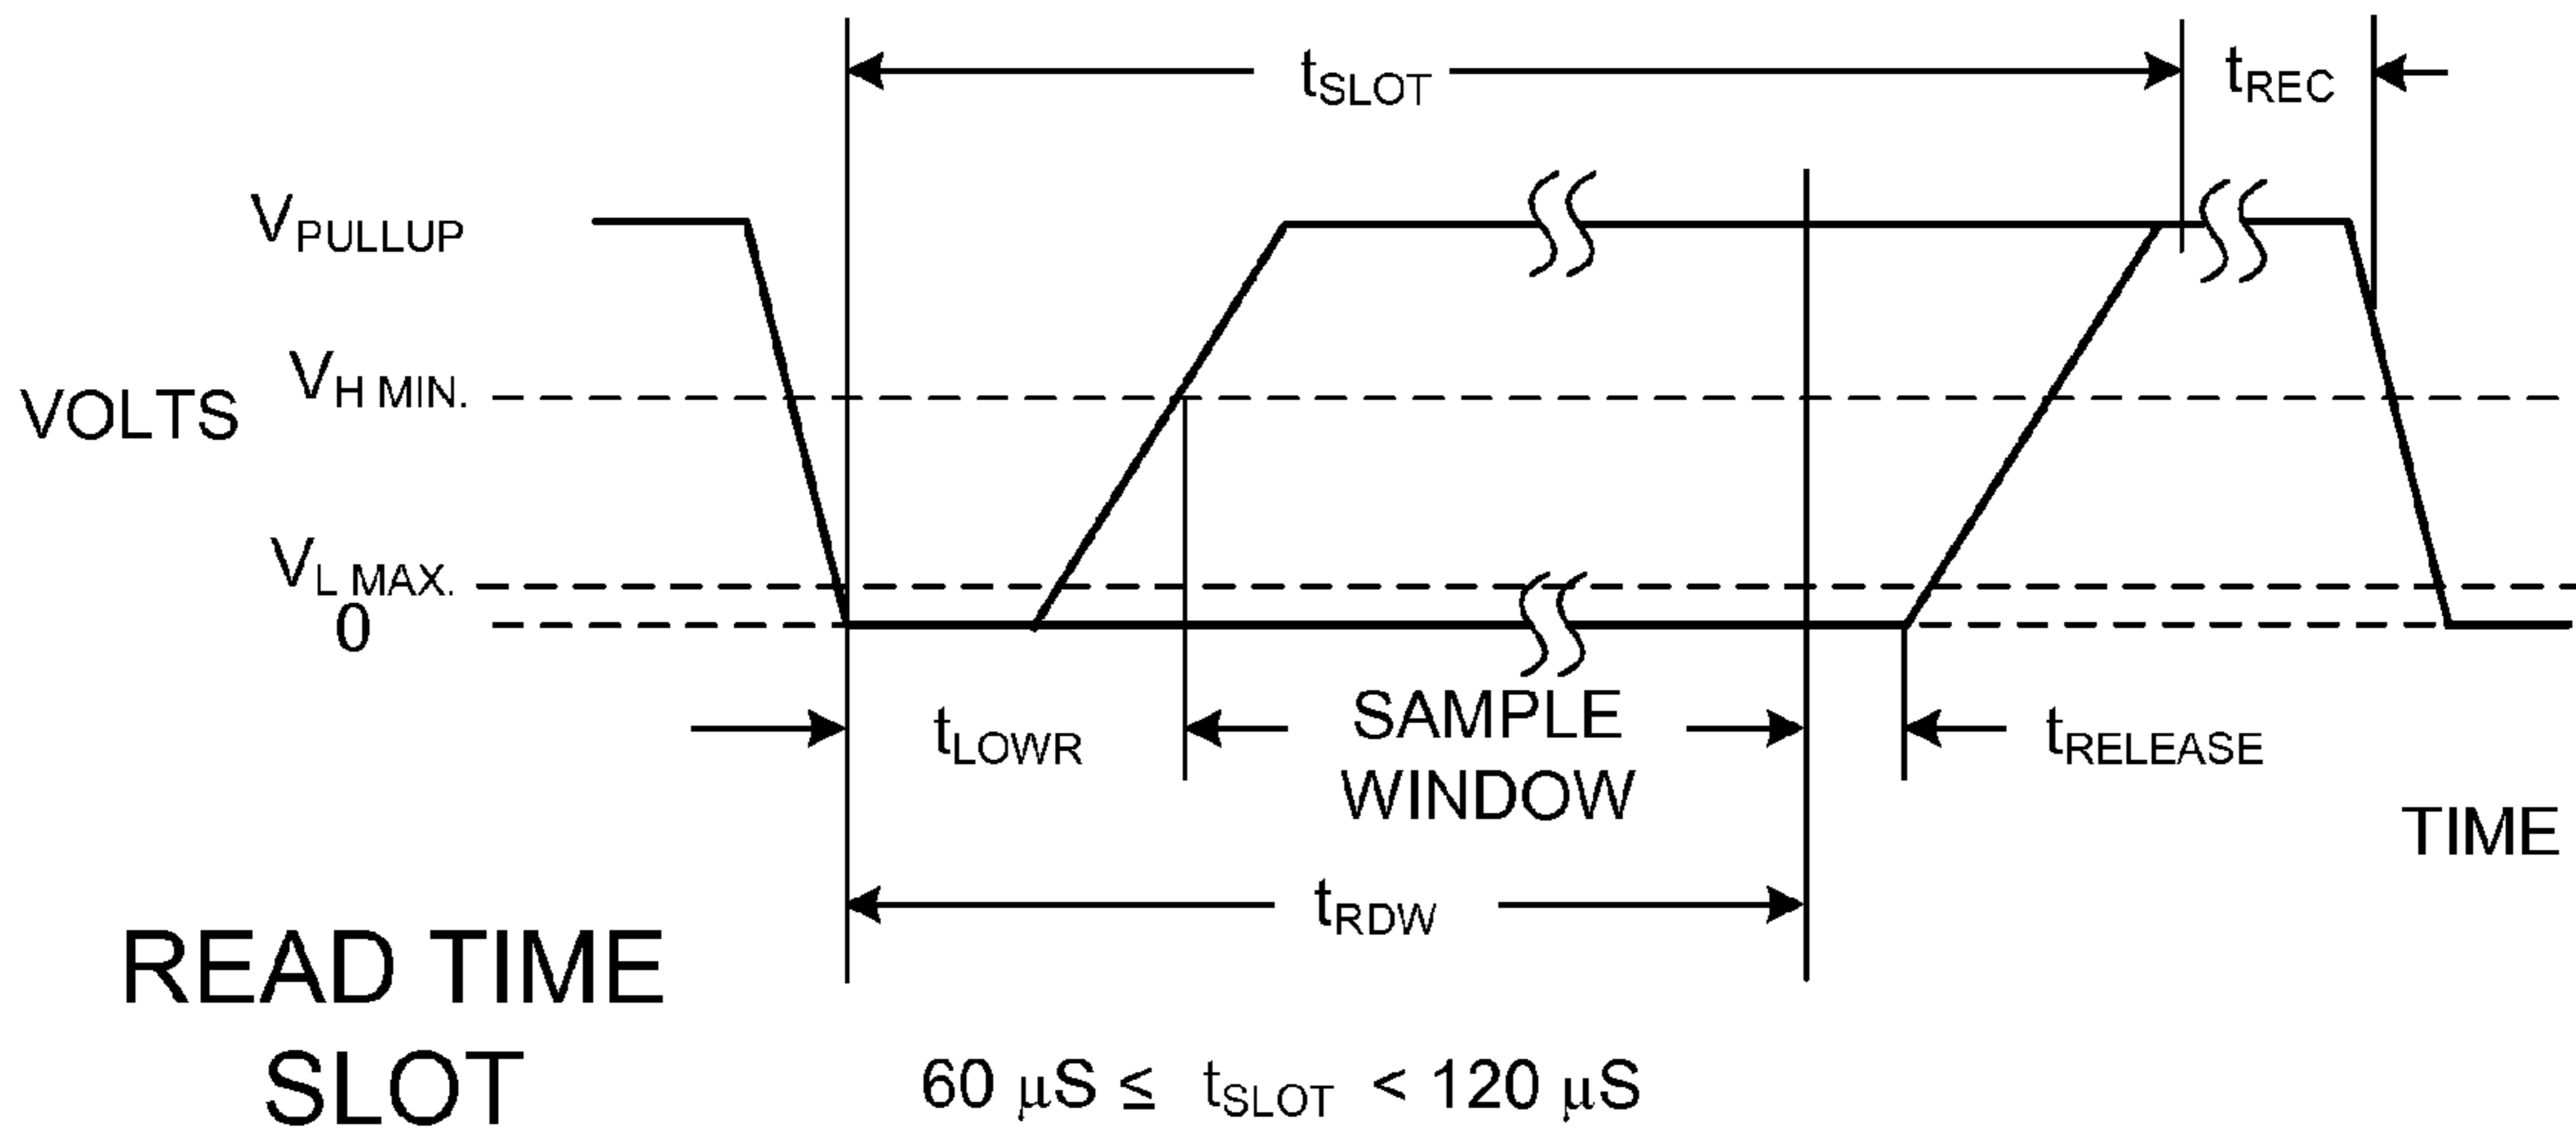 tSLOT
tREC
VPULLUP
VH MIN.
VOLTS
VL MAX.
0
tLOWR
SAMPLE
WINDOW
tRELEASE
TIME
tRDW
READ TIME
SLOT
60 μS ≤ tSLOT < 120 μS